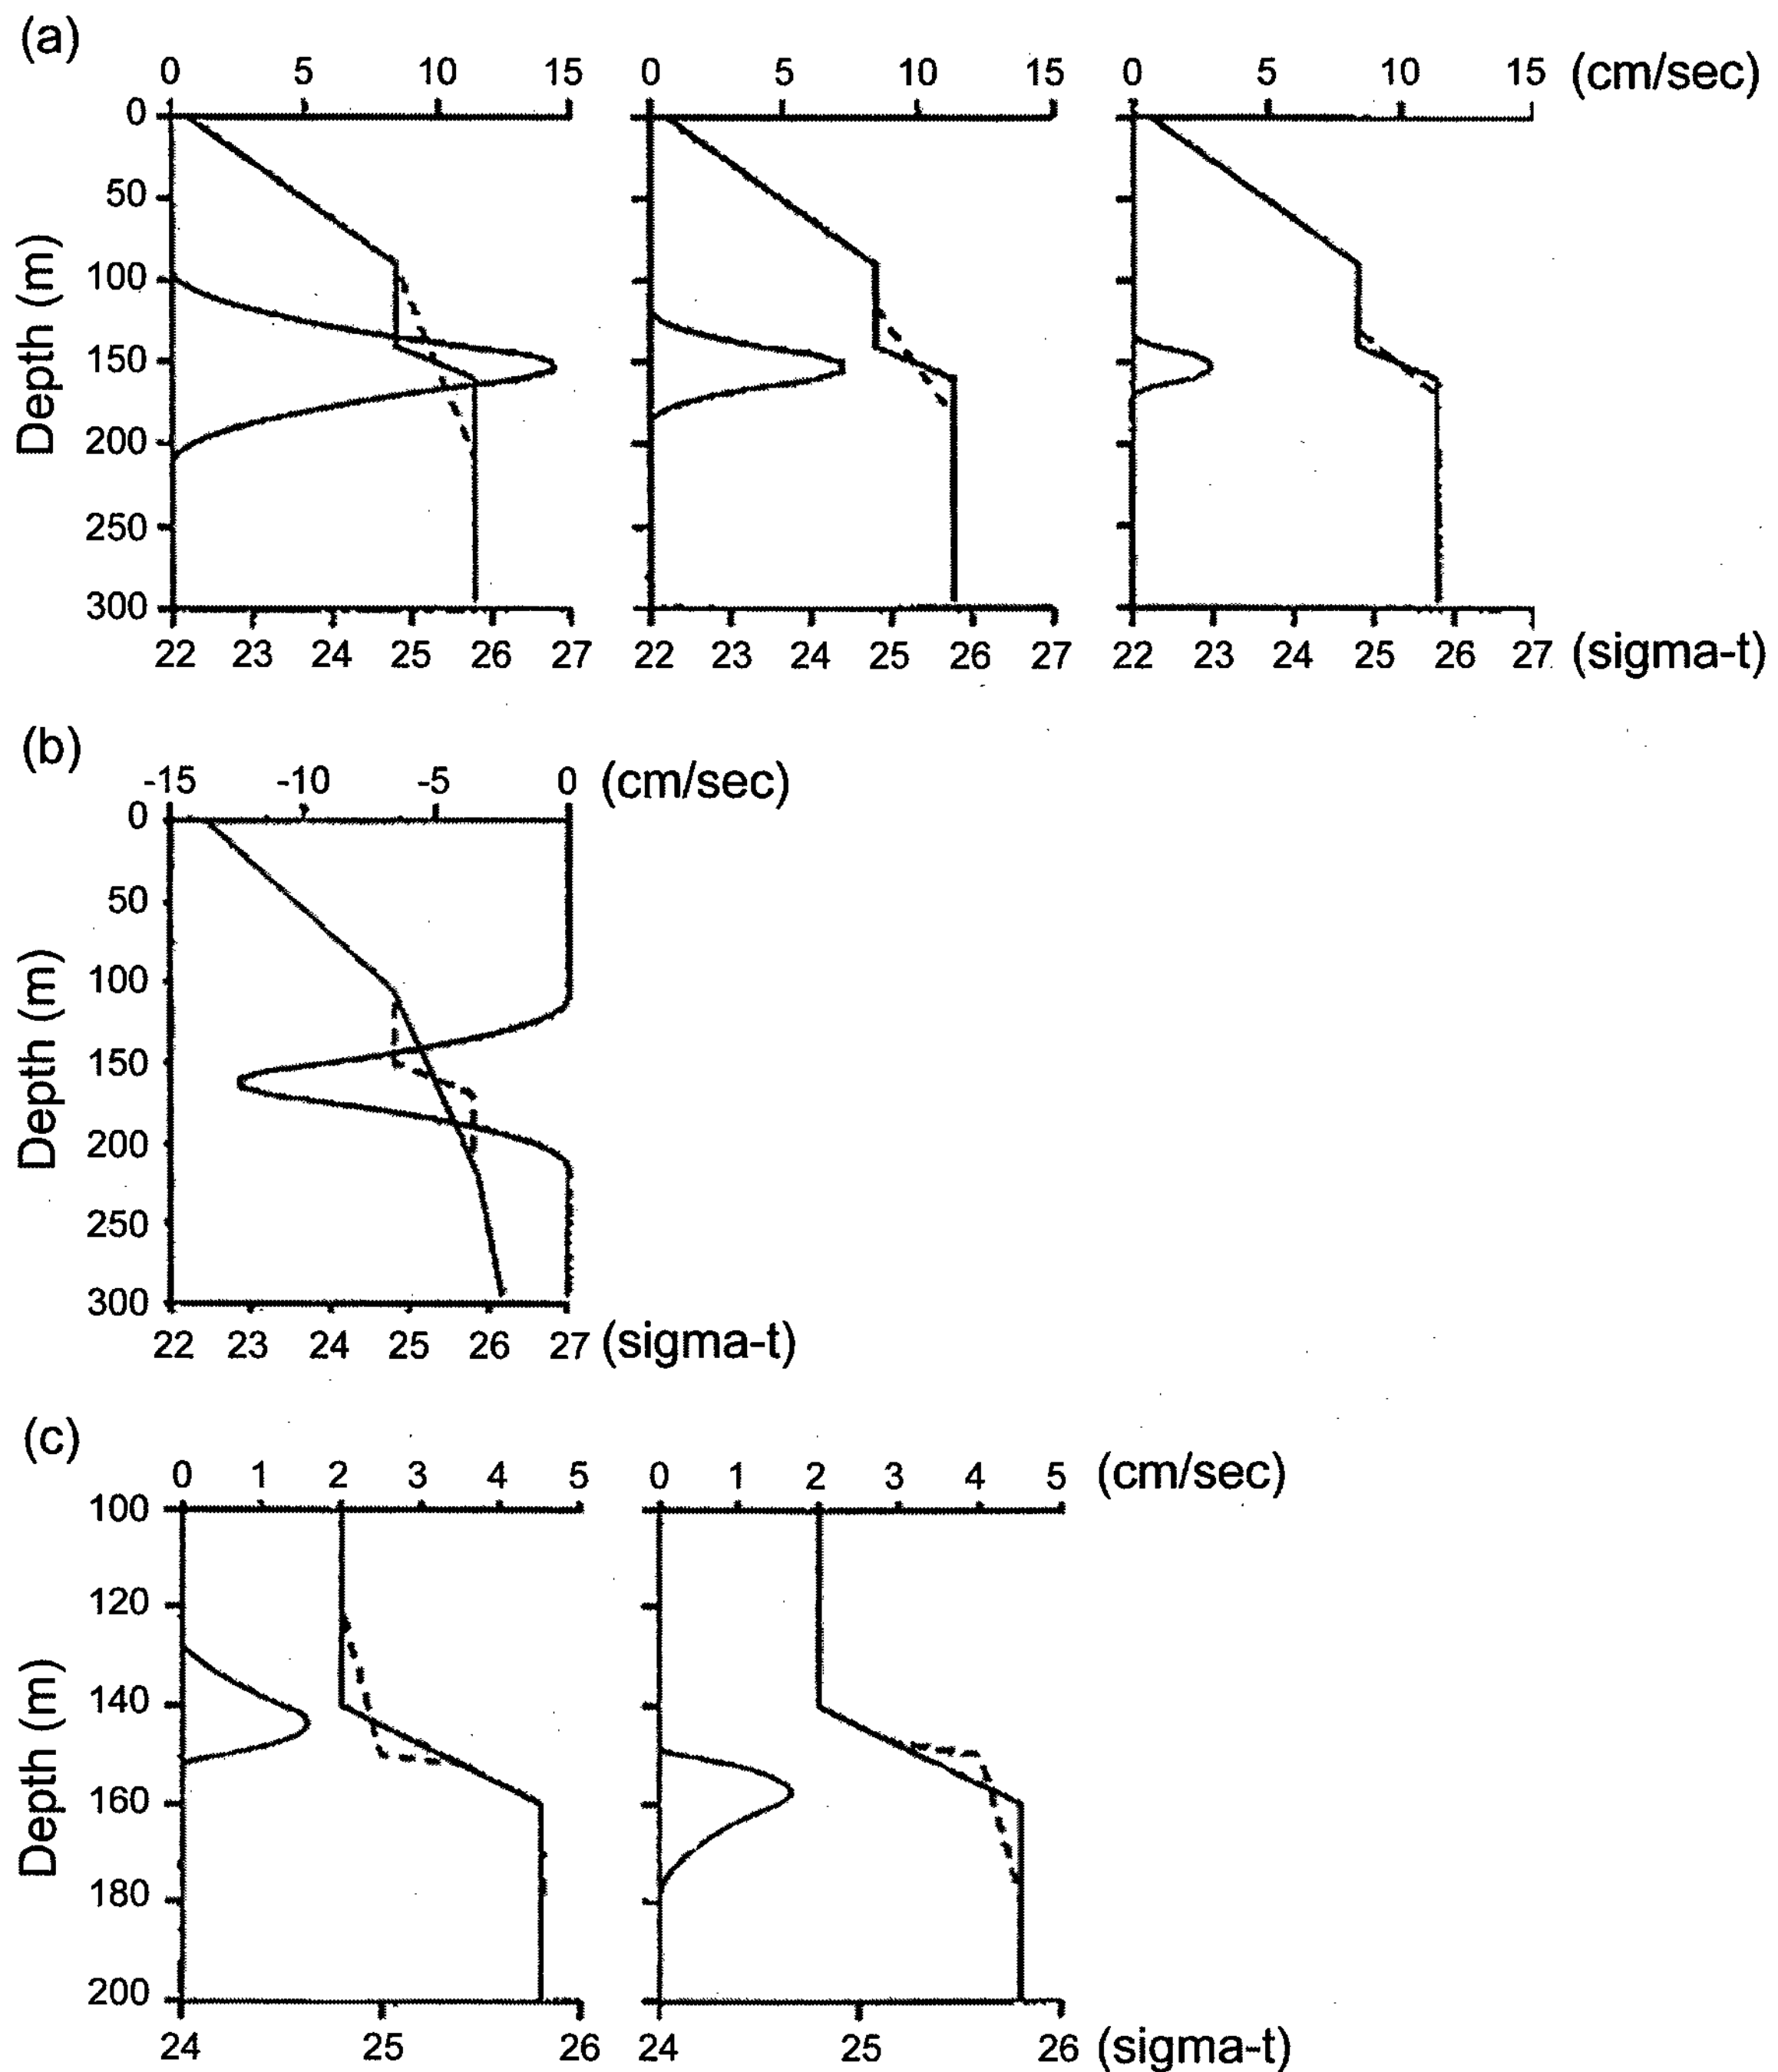 (a)
0 5 10 15 0 5 10 15 0 5 10 15 (cm/sec)
0
50
100
150
200
250
300
Depth (m)
22 23 24 25 26 27 22 23 24 25 26 27 22 23 24 25 26 27 (sigma-t)
(b)
-15 -10 -5 0 (cm/sec)
0
50
100
150
200
250
300
Depth (m)
22 23 24 25 26 27 (sigma-t)
(c)
0 1 2 3 4 5 0 1 2 3 4 5 (cm/sec)
100
120
140
160
180
200
Depth (m)
24 25 26 24 25 26 (sigma-t)